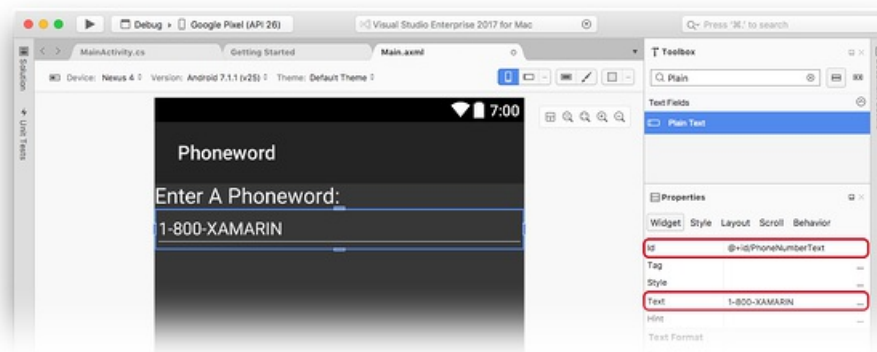 Debug › Google Pixel (API 26)
Visual Studio Enterprise 2017 for Mac
Press '⌘.' to search
MainActivity.cs
Getting Started
Main.axml
Solution
Unit Tests
Device: Nexus 4 Version: Android 7.1.1 (v25) Theme: Default Theme
7:00
Phoneword
Enter A Phoneword:
1-800-XAMARIN
Toolbox
Plain
Text Fields
Plain Text
Properties
Widget Style Layout Scroll Behavior
Id @+id/PhoneNumberText
Tag
Style
Text 1-800-XAMARIN
Hint
Text Format